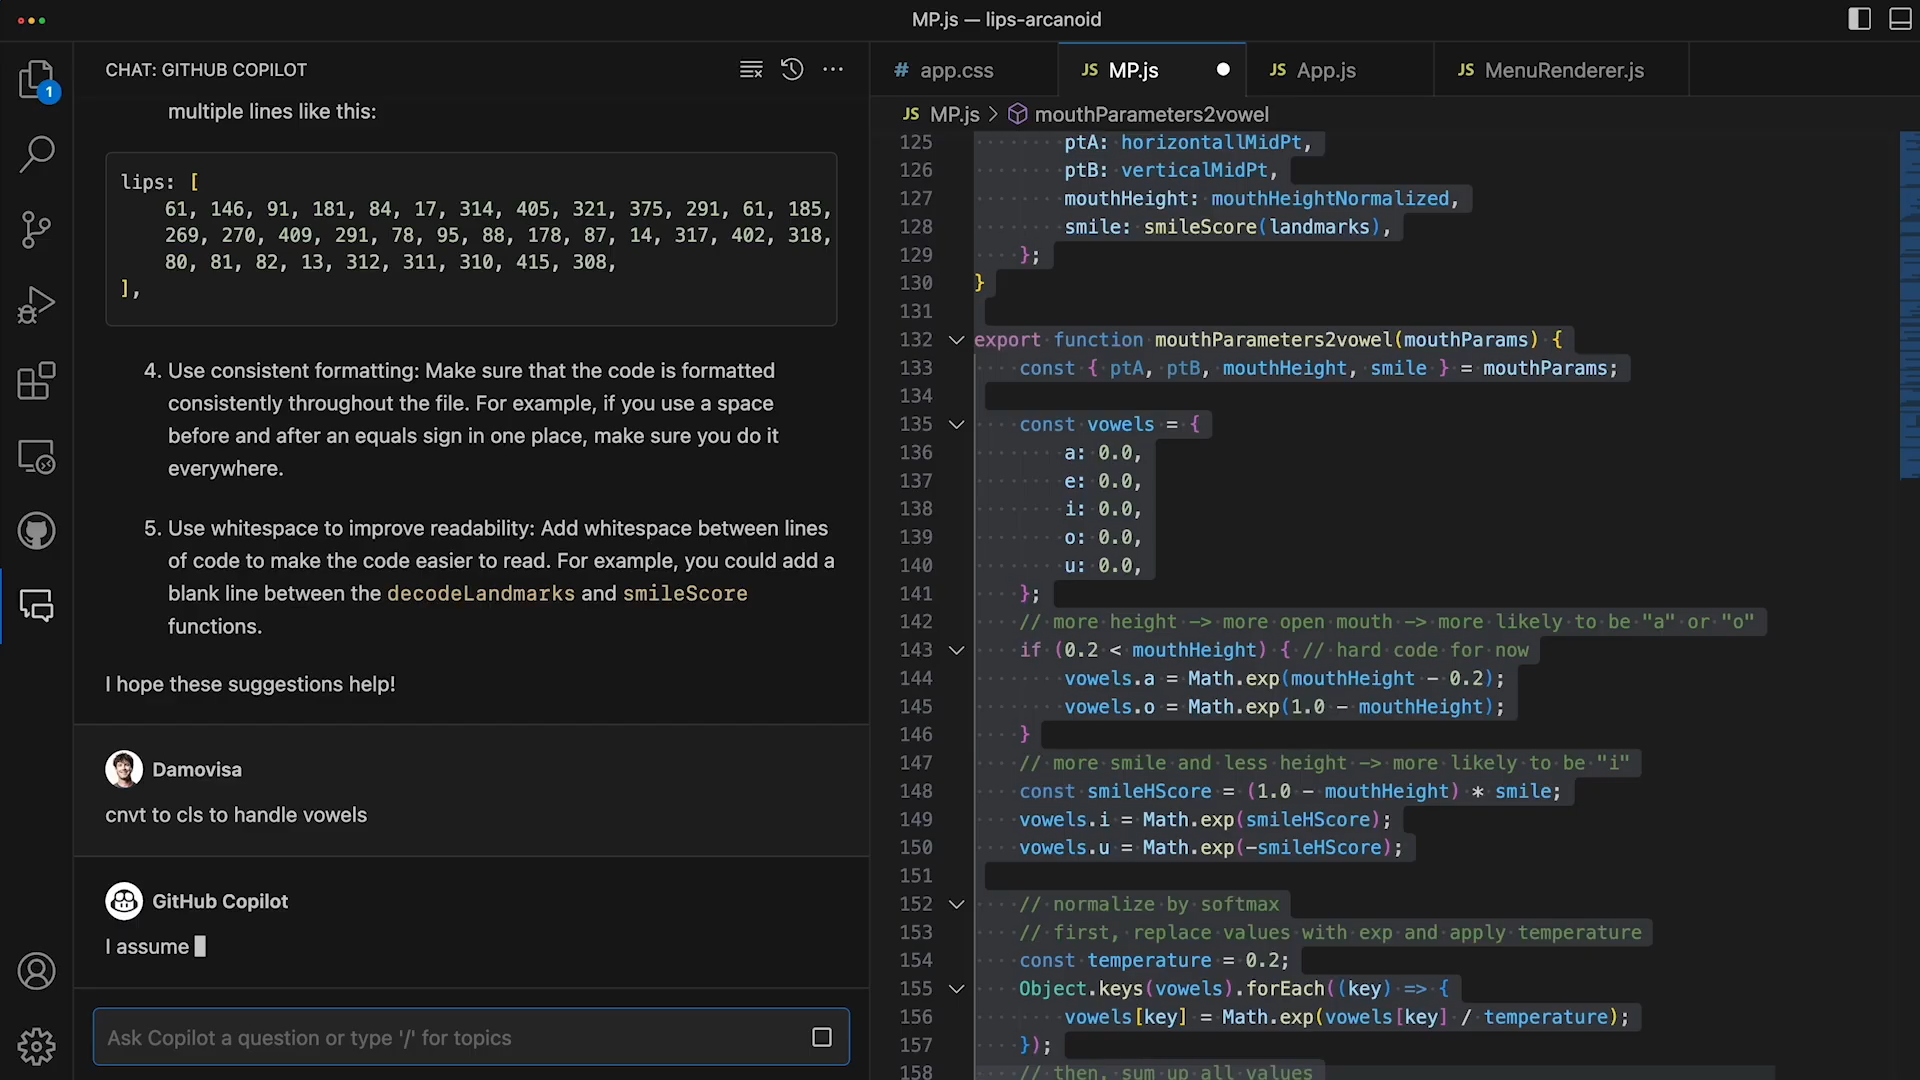 MP.js — lips-arcanoid
1
CHAT: GITHUB COPILOT
multiple lines like this:
lips: [
61, 146, 91, 181, 84, 17, 314, 405, 321, 375, 291, 61, 185,
269, 270, 409, 291, 78, 95, 88, 178, 87, 14, 317, 402, 318,
80, 81, 82, 13, 312, 311, 310, 415, 308,
],
4. Use consistent formatting: Make sure that the code is formatted
consistently throughout the file. For example, if you use a space
before and after an equals sign in one place, make sure you do it
everywhere.
5. Use whitespace to improve readability: Add whitespace between lines
of code to make the code easier to read. For example, you could add a
blank line between the decodeLandmarks and smileScore
functions.
I hope these suggestions help!
Damovisa
cnvt to cls to handle vowels
GitHub Copilot
I assume
Ask Copilot a question or type '/' for topics
# app.css
JS MP.js
JS App.js
JS MenuRenderer.js
JS MP.js > mouthParameters2vowel
125 ptA: horizontallMidPt,
126 ptB: verticalMidPt,
127 mouthHeight: mouthHeightNormalized,
128 smile: smileScore(landmarks),
129 };
130 }
131
132 export function mouthParameters2vowel(mouthParams) {
133 const { ptA, ptB, mouthHeight, smile } = mouthParams;
134
135 const vowels = {
136 a: 0.0,
137 e: 0.0,
138 i: 0.0,
139 o: 0.0,
140 u: 0.0,
141 };
142 // more height -> more open mouth -> more likely to be "a" or "o"
143 if (0.2 < mouthHeight) { // hard code for now
144 vowels.a = Math.exp(mouthHeight - 0.2);
145 vowels.o = Math.exp(1.0 - mouthHeight);
146 }
147 // more smile and less height -> more likely to be "i"
148 const smileHScore = (1.0 - mouthHeight) * smile;
149 vowels.i = Math.exp(smileHScore);
150 vowels.u = Math.exp(-smileHScore);
151
152 // normalize by softmax
153 // first, replace values with exp and apply temperature
154 const temperature = 0.2;
155 Object.keys(vowels).forEach((key) => {
156 vowels[key] = Math.exp(vowels[key] / temperature);
157 });
158 // then, sum up all values